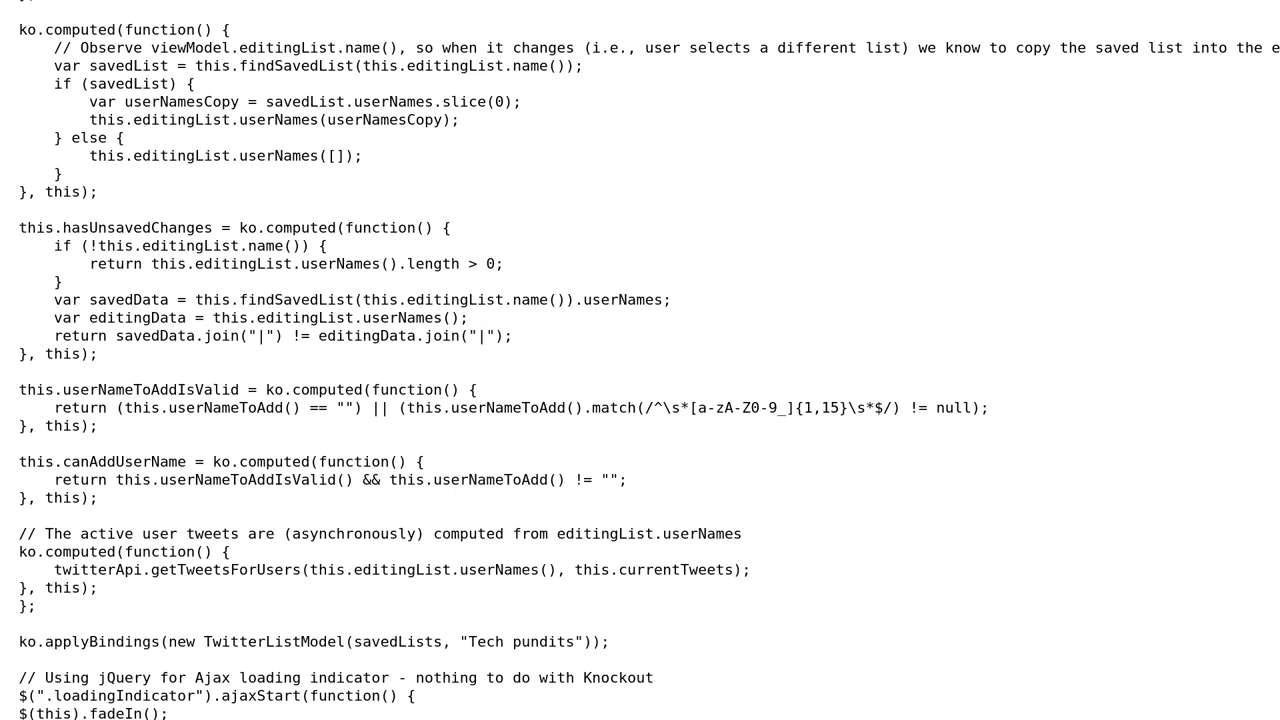 ko.computed(function() {
    // Observe viewModel.editingList.name(), so when it changes (i.e., user selects a different list) we know to copy the saved list into the e
    var savedList = this.findSavedList(this.editingList.name());
    if (savedList) {
        var userNamesCopy = savedList.userNames.slice(0);
        this.editingList.userNames(userNamesCopy);
    } else {
        this.editingList.userNames([]);
    }
}, this);

this.hasUnsavedChanges = ko.computed(function() {
    if (!this.editingList.name()) {
        return this.editingList.userNames().length > 0;
    }
    var savedData = this.findSavedList(this.editingList.name()).userNames;
    var editingData = this.editingList.userNames();
    return savedData.join("|") != editingData.join("|");
}, this);

this.userNameToAddIsValid = ko.computed(function() {
    return (this.userNameToAdd() == "") || (this.userNameToAdd().match(/^\s*[a-zA-Z0-9_]{1,15}\s*$/) != null);
}, this);

this.canAddUserName = ko.computed(function() {
    return this.userNameToAddIsValid() && this.userNameToAdd() != "";
}, this);

// The active user tweets are (asynchronously) computed from editingList.userNames
ko.computed(function() {
    twitterApi.getTweetsForUsers(this.editingList.userNames(), this.currentTweets);
}, this);
};

ko.applyBindings(new TwitterListModel(savedLists, "Tech pundits"));

// Using jQuery for Ajax loading indicator - nothing to do with Knockout
$(".loadingIndicator").ajaxStart(function() {
$(this).fadeIn();